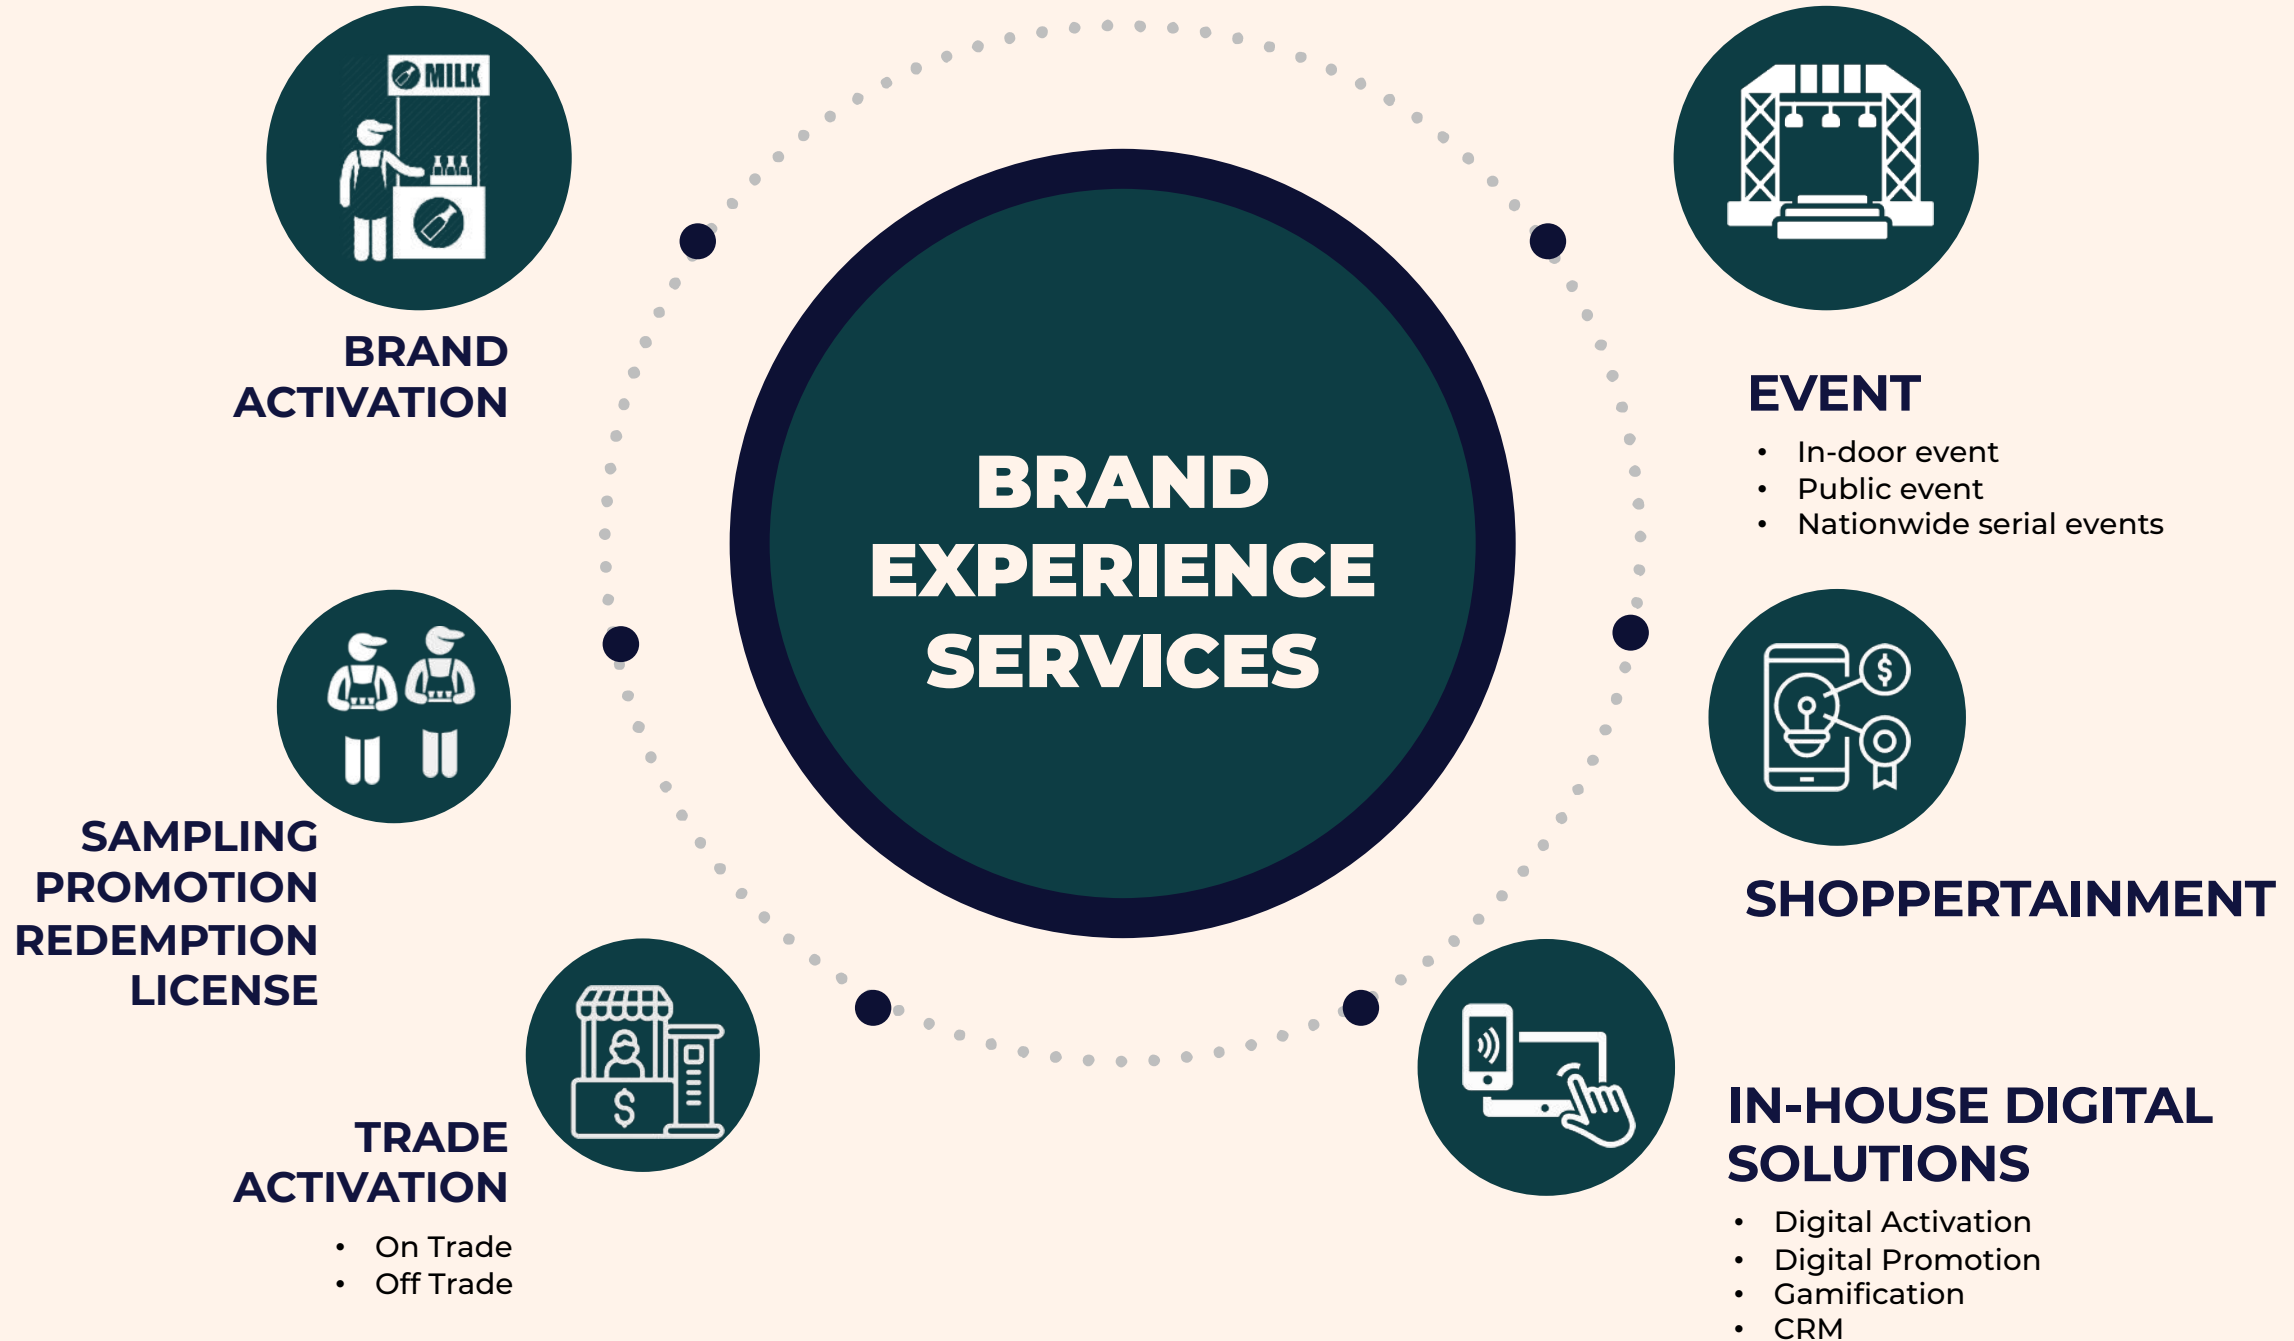 MILK
BRAND
ACTIVATION
BRAND
EXPERIENCE
SERVICES
EVENT
• In-door event
• Public event
• Nationwide serial events
SAMPLING
PROMOTION
REDEMPTION
LICENSE
$
SHOPPERTAINMENT
$
TRADE
ACTIVATION
• On Trade
• Off Trade
IN-HOUSE DIGITAL
SOLUTIONS
• Digital Activation
• Digital Promotion
• Gamification
• CRM